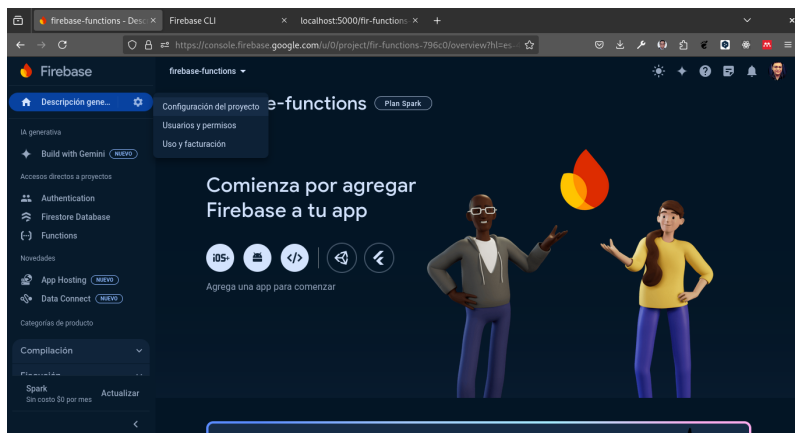 firebase-functions - Desc
Firebase CLI
localhost:5000/fir-functions
https://console.firebase.google.com/u/0/project/fir-functions-796c0/overview?hl=es-
Firebase
firebase-functions
Descripción gene...
Configuración del proyecto
Usuarios y permisos
Uso y facturación
e-functions
Plan Spark
IA generativa
Build with Gemini NUEVO
Accesos directos a proyectos
Authentication
Firestore Database
Functions
Novedades
App Hosting NUEVO
Data Connect NUEVO
Categorías de producto
Compilación
Spark
Sin costo $0 por mes
Actualizar
Comienza por agregar
Firebase a tu app
iOS+
Agrega una app para comenzar